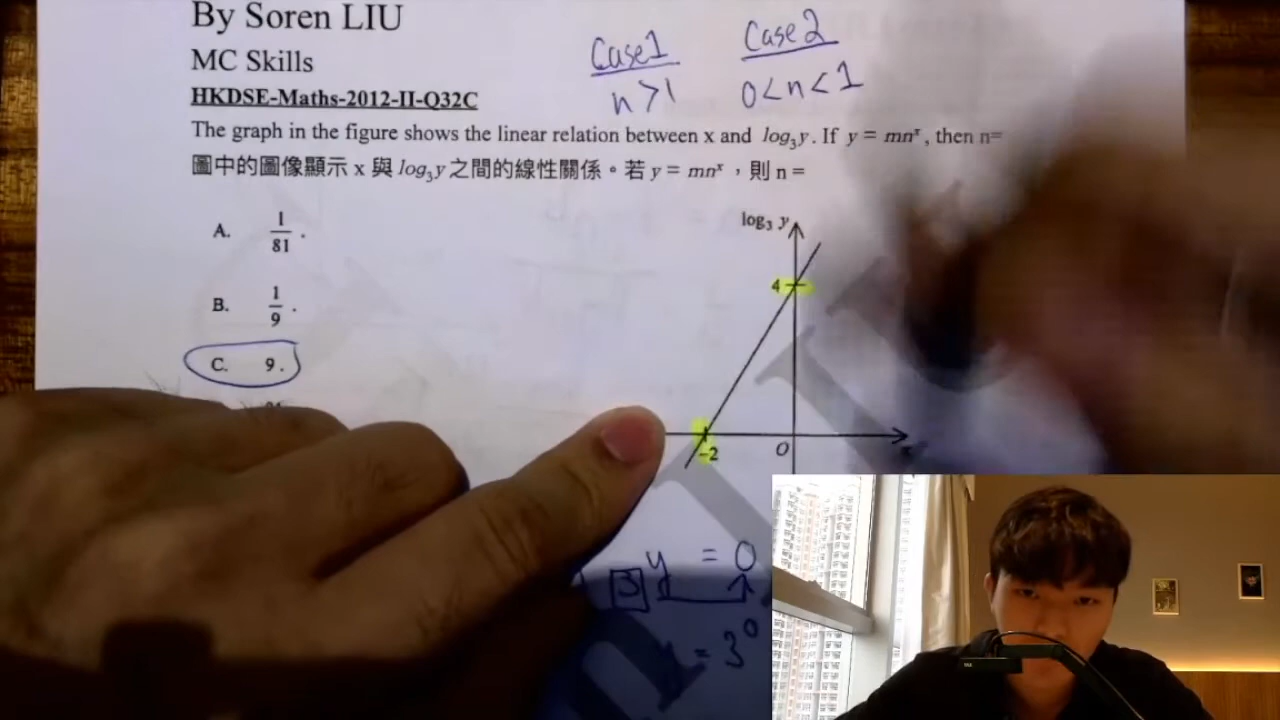 By Soren LIU
MC Skills
HKDSE-Maths-2012-II-Q32C
Case1
n>1
Case2
0<n<1
The graph in the figure shows the linear relation between x and log₃y. If y = mnˣ, then n=
圖中的圖像顯示 x 與 log₃y 之間的線性關係。若 y = mnˣ，則 n =
A. 1/81 .
B. 1/9 .
C. 9 .
log₃ y
4
-2
O
3 y = 0
= 3⁰